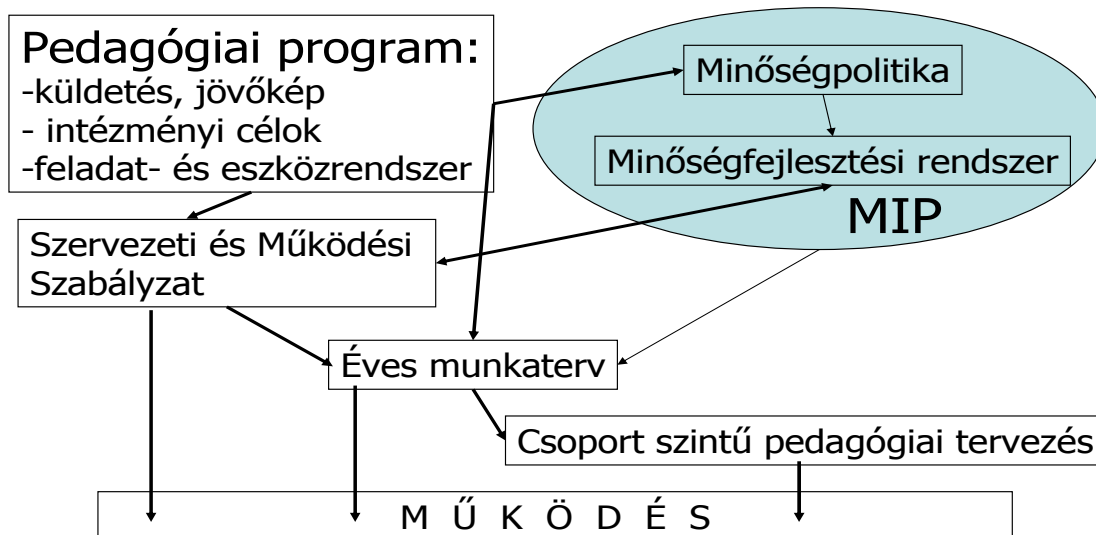 Pedagógiai program:
-küldetés, jövőkép
- intézményi célok
-feladat- és eszközrendszer
Minőségpolitika
Minőségfejlesztési rendszer
MIP
Szervezeti és Működési
Szabályzat
Éves munkaterv
Csoport szintű pedagógiai tervezés
M Ű K Ö D É S